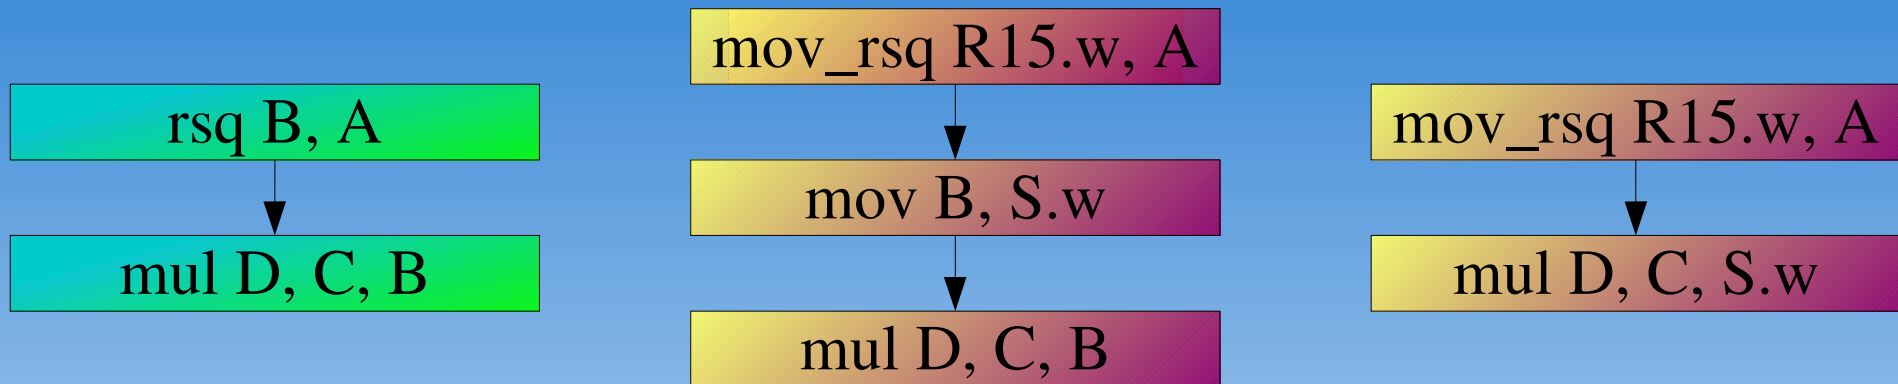 rsq B, A
mul D, C, B
mov_rsq R15.w, A
mov B, S.w
mul D, C, B
mov_rsq R15.w, A
mul D, C, S.w